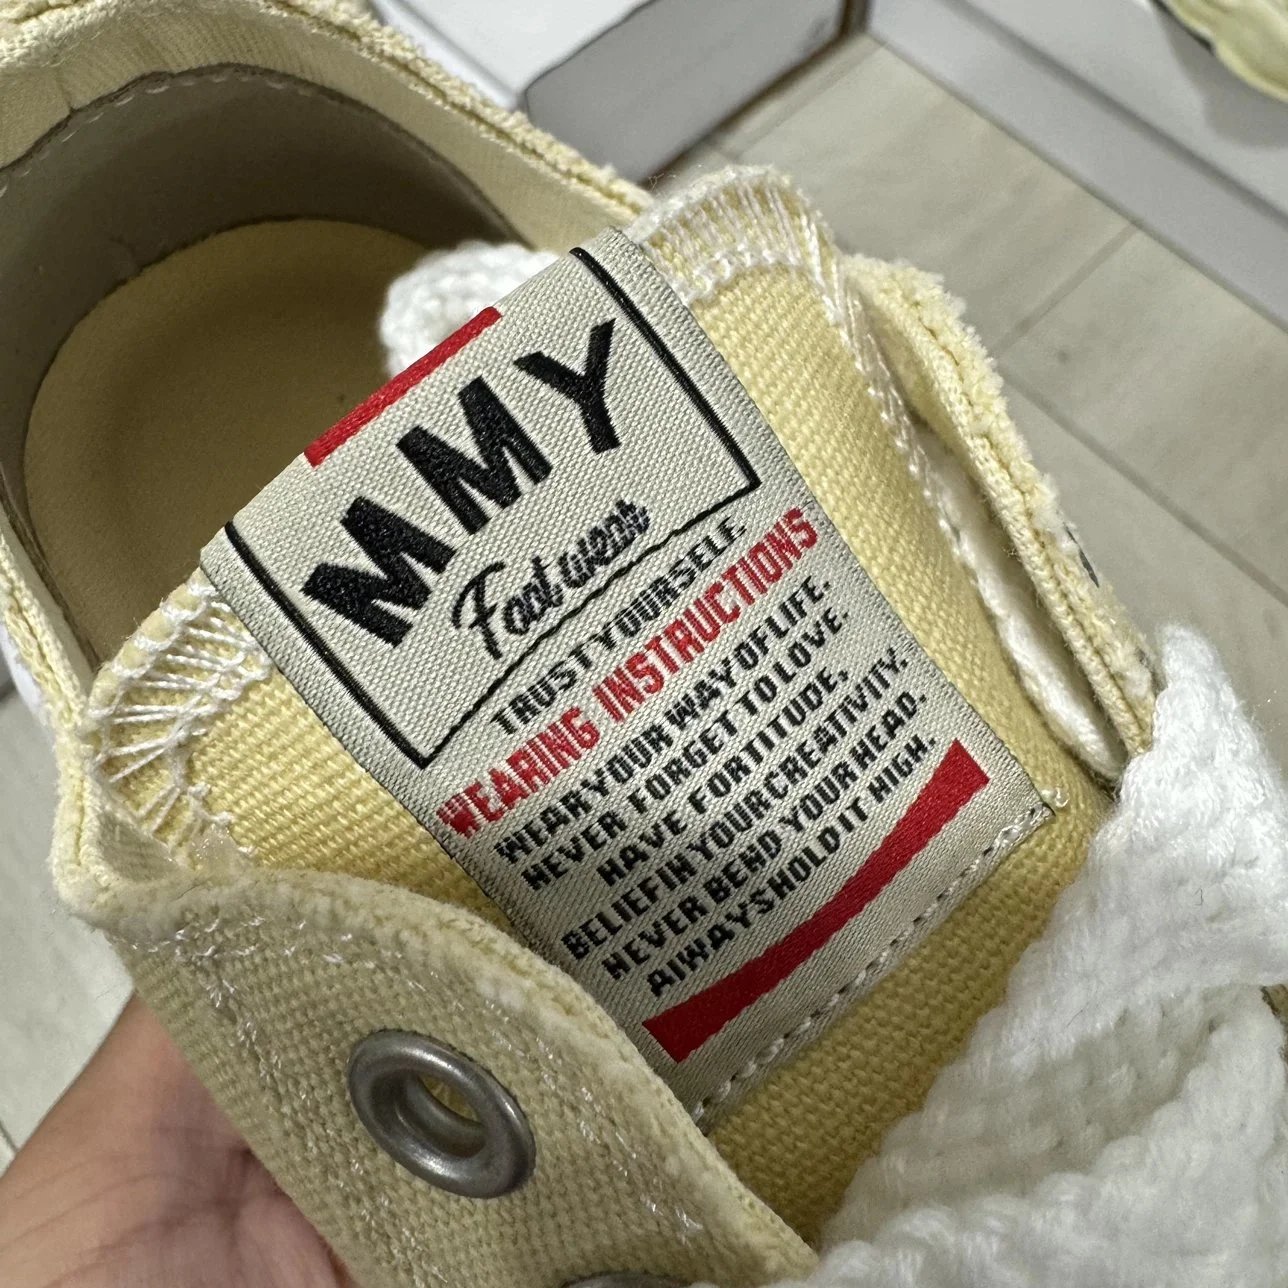 MMY
Footwear
TRUST YOURSELF
WEARING INSTRUCTIONS
WEAR YOUR WAY OF LIFE.
NEVER FORGET TO LOVE.
HAVE FORTITUDE.
BELIEF IN YOUR CREATIVITY.
NEVER BEND YOUR HEAD.
AIWAYS HOLD IT HIGH.